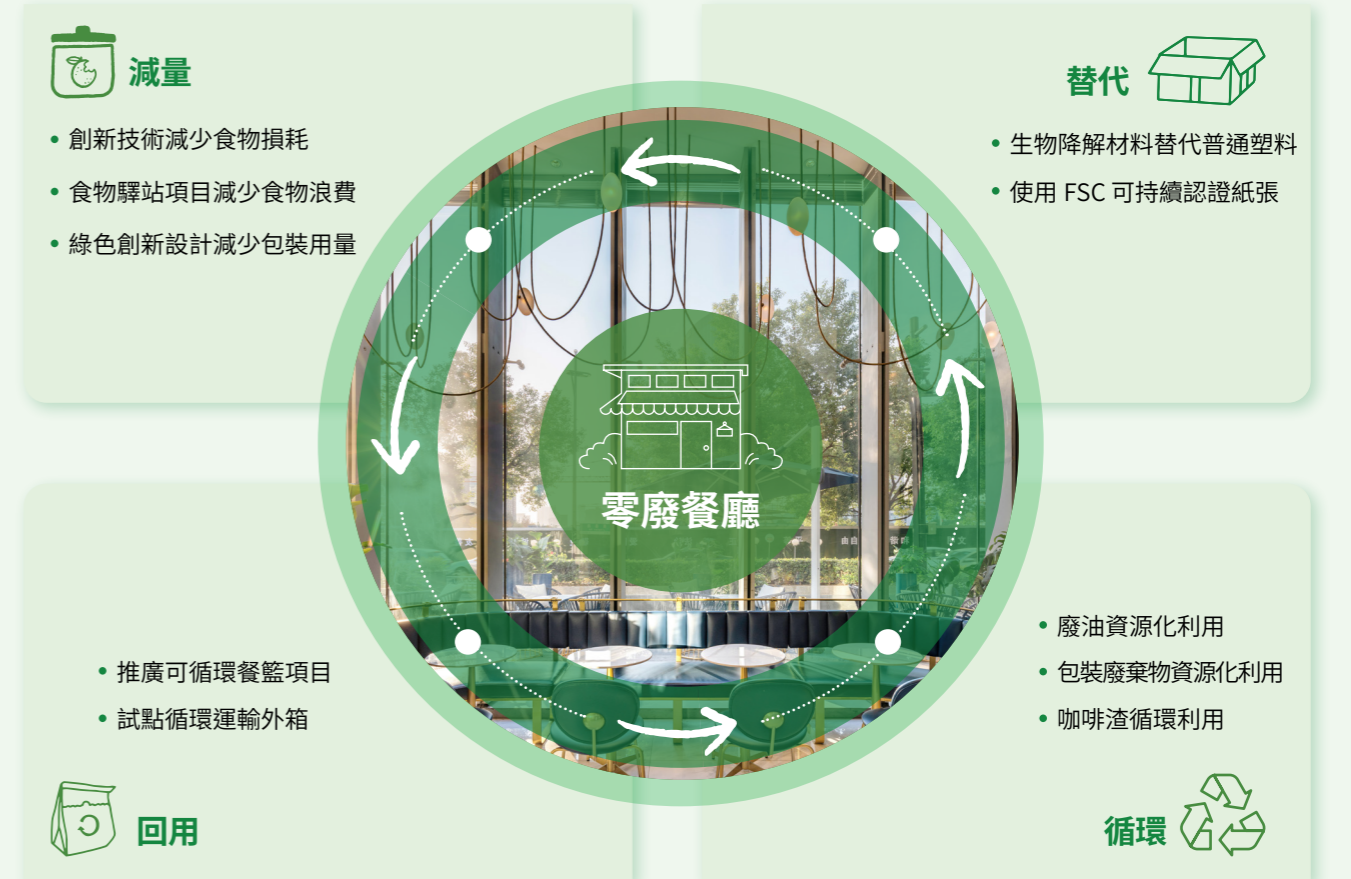 減量
• 創新技術減少食物損耗
• 食物驛站項目減少食物浪費
• 綠色創新設計減少包裝用量
替代
• 生物降解材料替代普通塑料
• 使用 FSC 可持續認證紙張
零廢餐廳
• 推廣可循環餐籃項目
• 試點循環運輸外箱
回用
• 廢油資源化利用
• 包裝廢棄物資源化利用
• 咖啡渣循環利用
循環